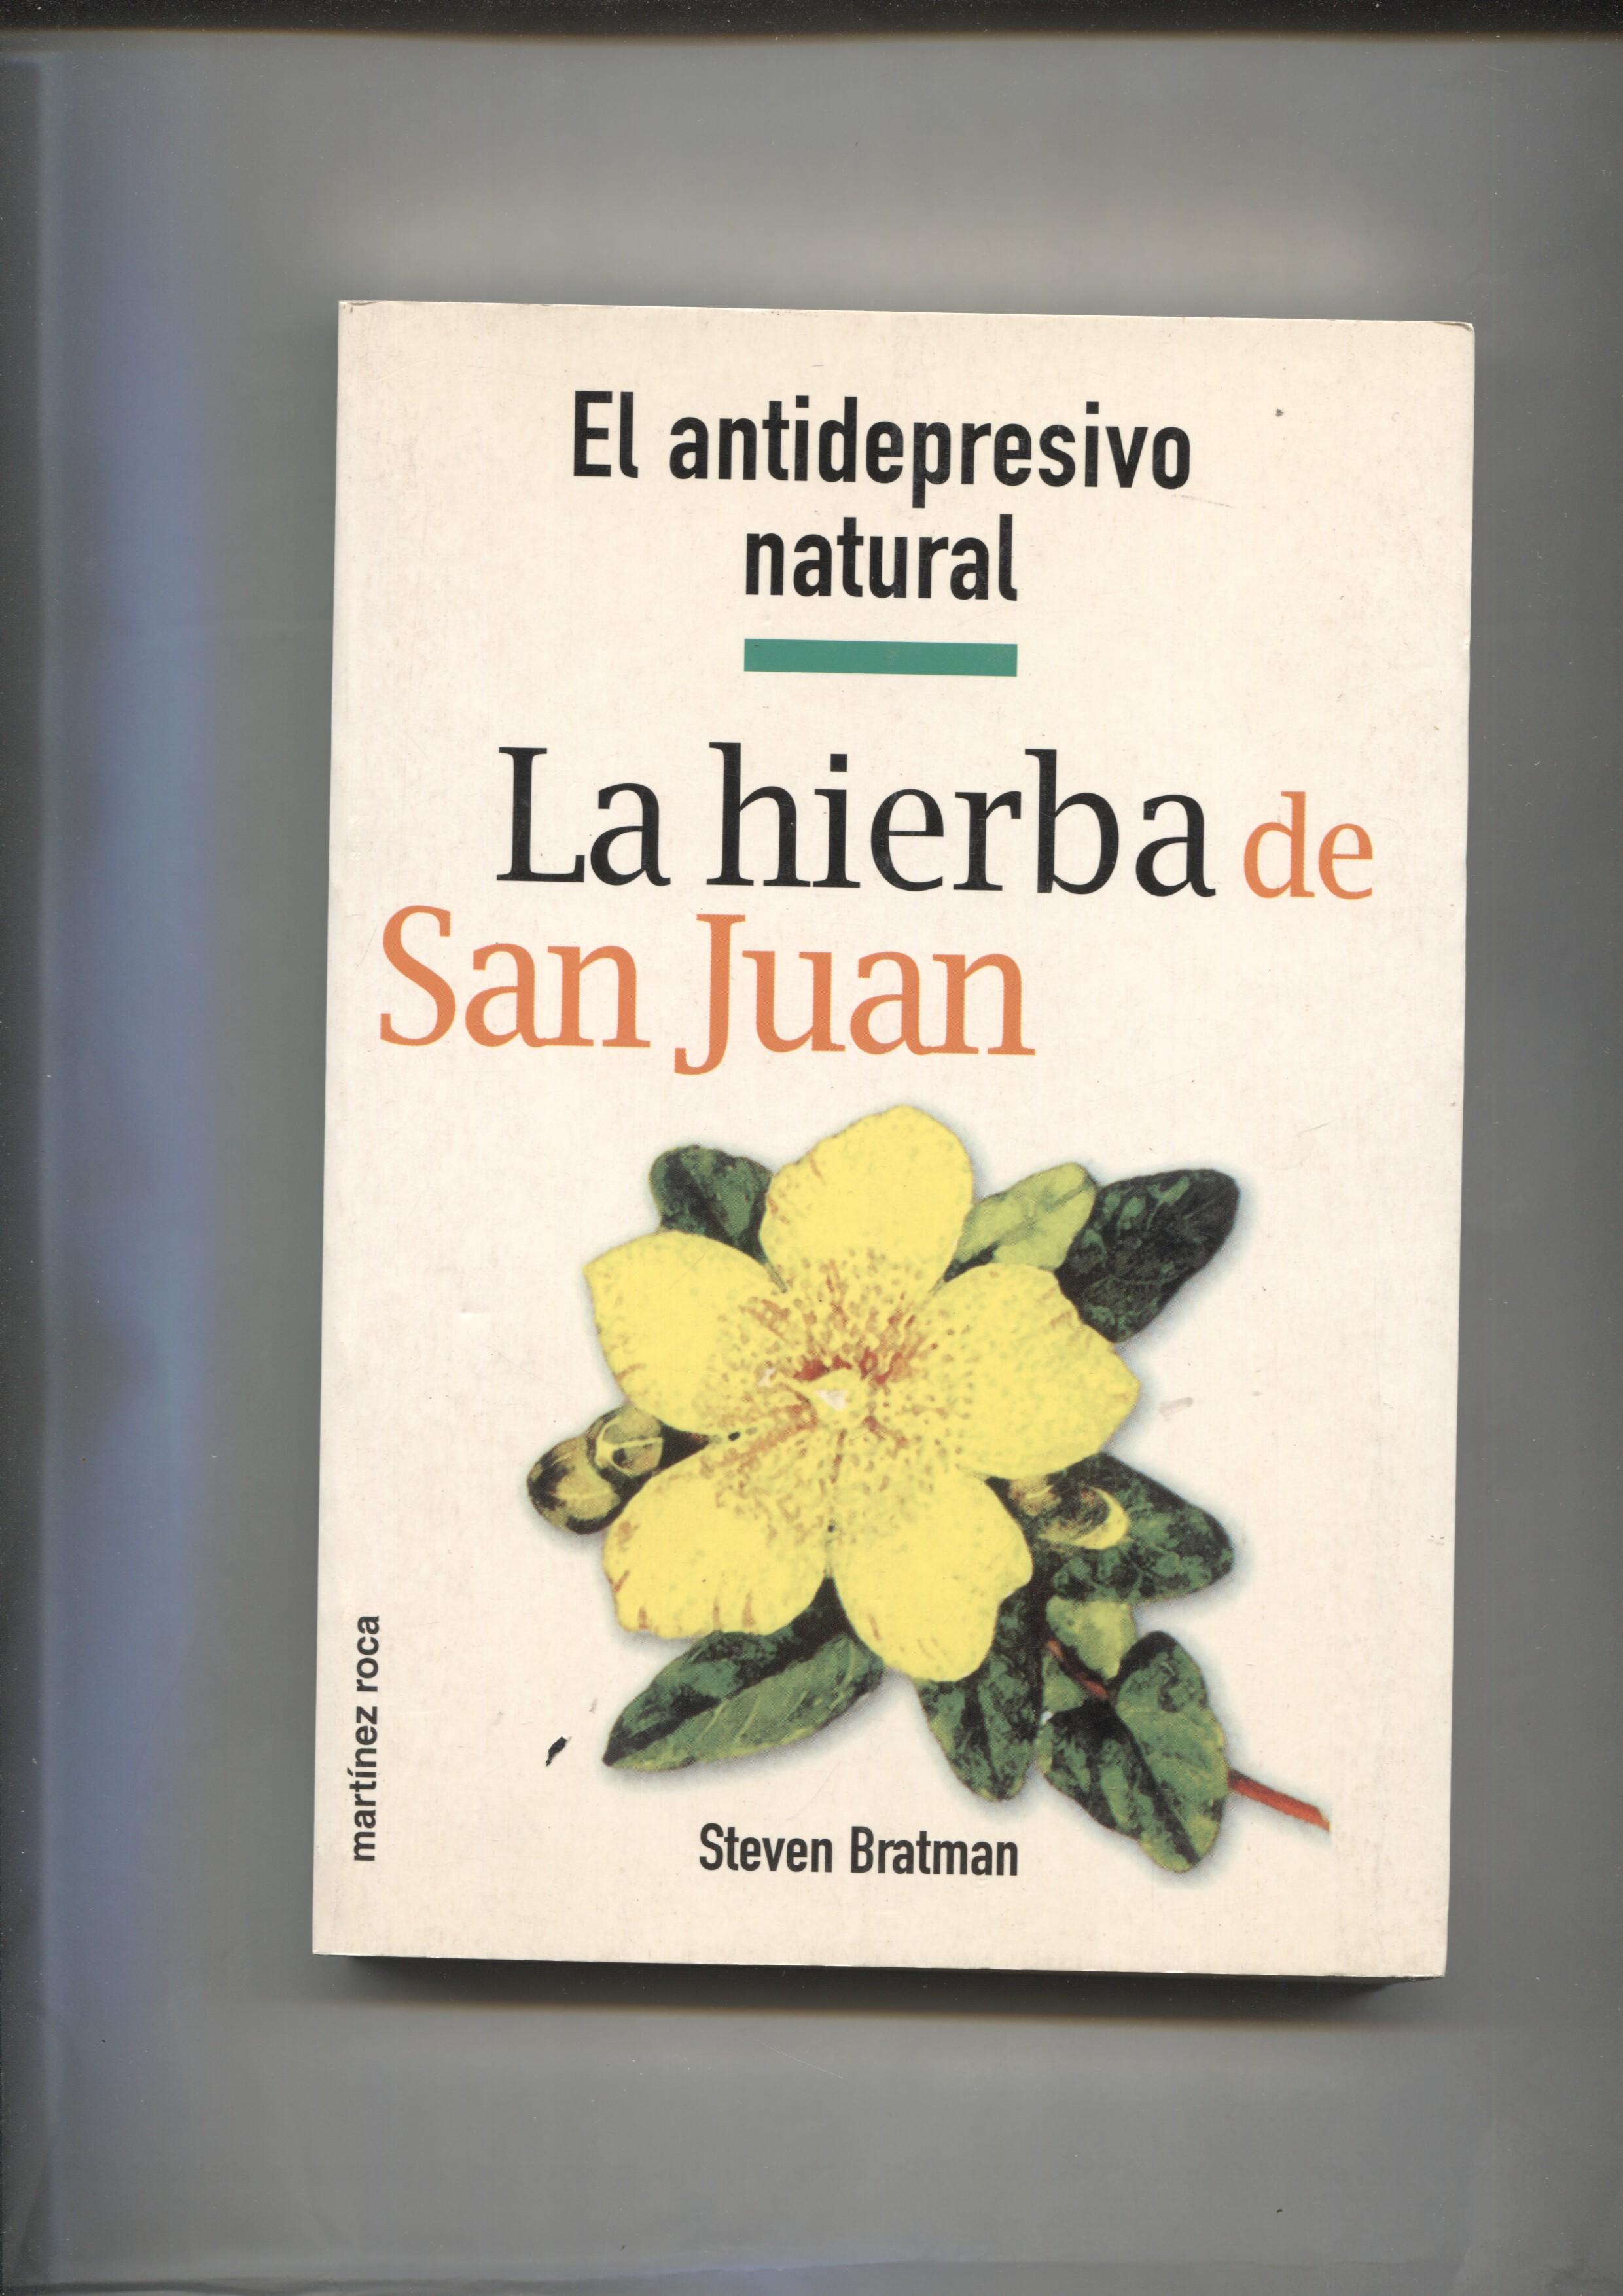 El antidepresivo
natural
La hierba de
San Juan
martínez roca
Steven Bratman